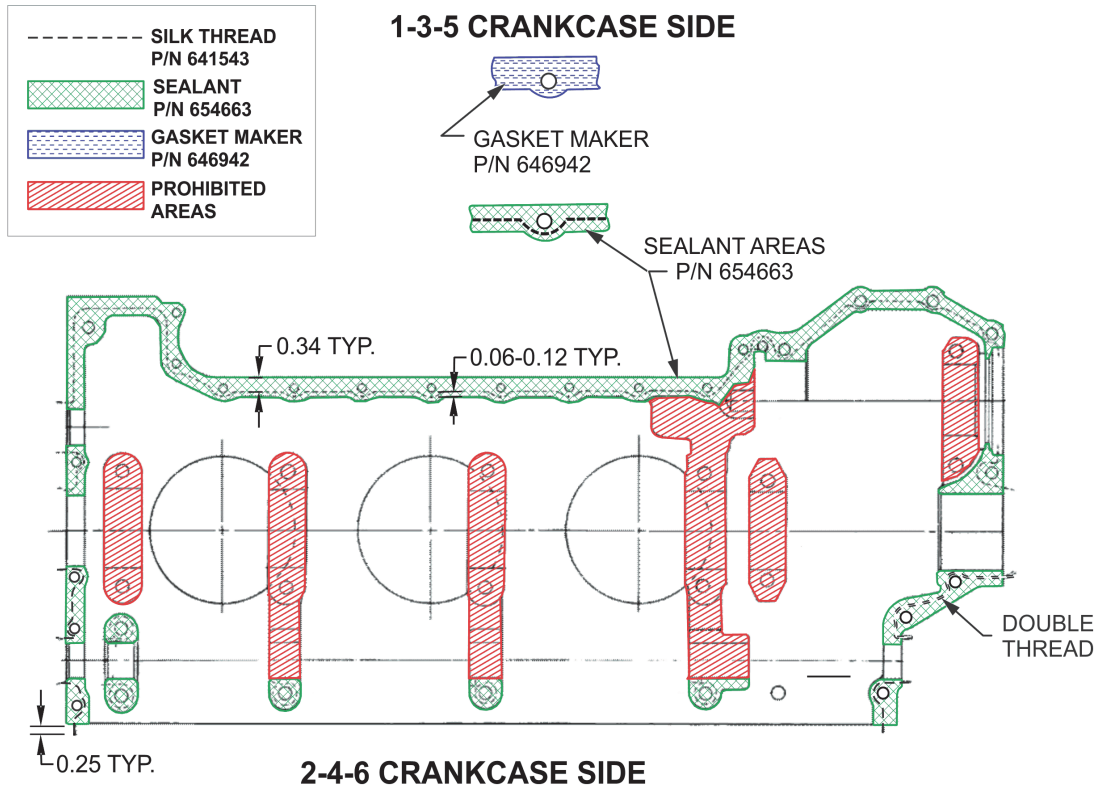 SILK THREAD
P/N 641543
SEALANT
P/N 654663
GASKET MAKER
P/N 646942
PROHIBITED
AREAS
1-3-5 CRANKCASE SIDE
GASKET MAKER
P/N 646942
SEALANT AREAS
P/N 654663
0.34 TYP.
0.06-0.12 TYP.
DOUBLE
THREAD
0.25 TYP.
2-4-6 CRANKCASE SIDE